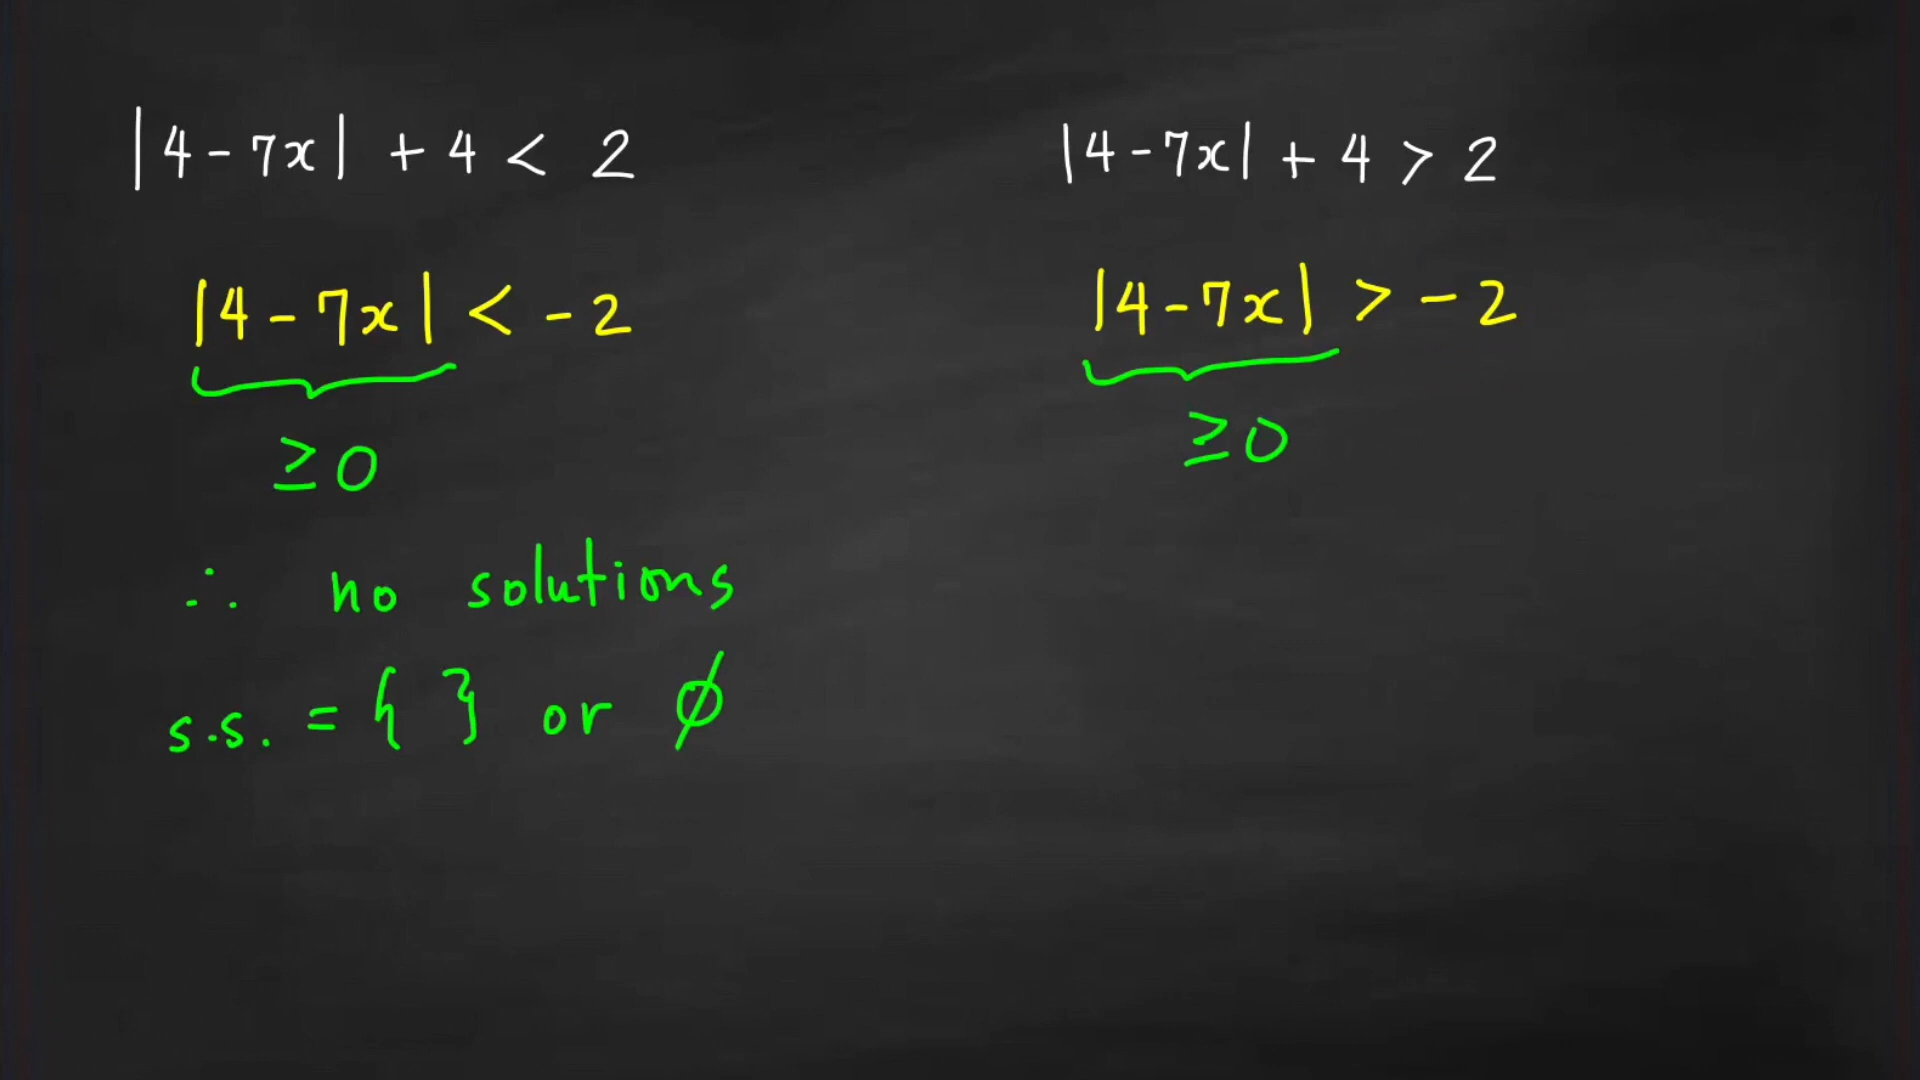 |4 - 7x| + 4 < 2
|4 - 7x| < -2
≥ 0
∴ no solutions
s.s. = { } or ∅
|4 - 7x| + 4 > 2
|4 - 7x| > -2
≥ 0